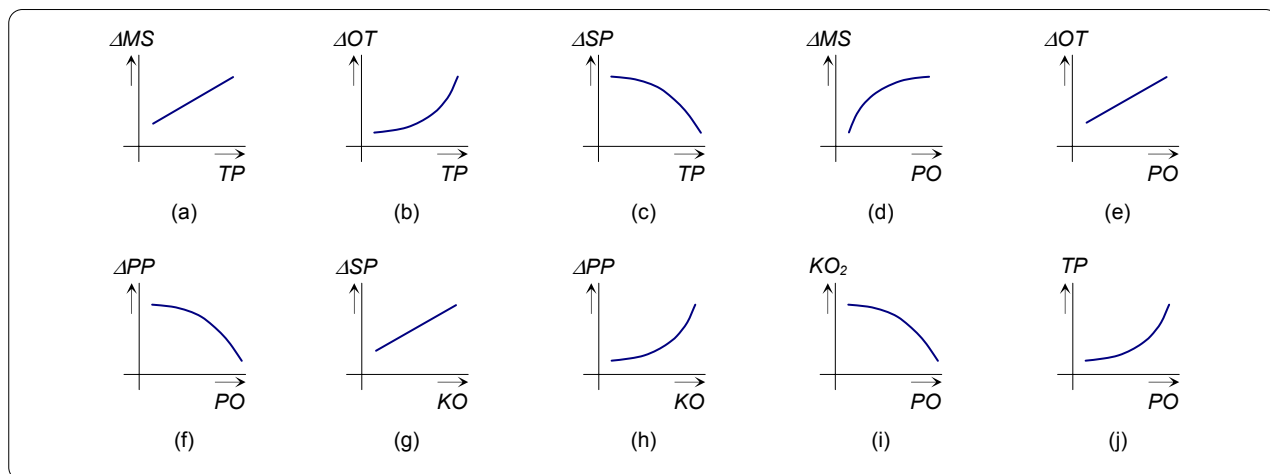 ΔMS ΔOT ΔSP ΔMS ΔOT
TP TP TP PO PO
(a) (b) (c) (d) (e)
ΔPP ΔSP ΔPP KO₂ TP
PO KO KO PO PO
(f) (g) (h) (i) (j)